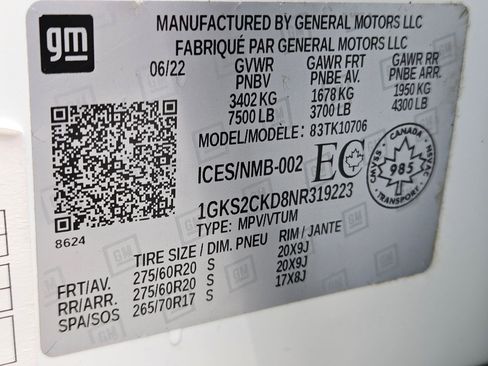 gm
MANUFACTURED BY GENERAL MOTORS LLC
FABRIQUÉ PAR GENERAL MOTORS LLC
06/22 GVWR GAWR FRT GAWR RR
PNBV PNBE AV. PNBE ARR.
3402 KG 1678 KG 1950 KG
7500 LB 3700 LB 4300 LB
MODEL/MODÈLE: 83TK10706
ICES/NMB-002 EC
CANADA
CMVSS 985 NSVAC
TRANSPORT
1GKS2CKD8NR319223
TYPE: MPV/VTUM
8624
TIRE SIZE / DIM. PNEU RIM / JANTE
FRT/AV. 275/60R20 S 20X9J
RR/ARR. 275/60R20 S 20X9J
SPA/SOS 265/70R17 S 17X8J